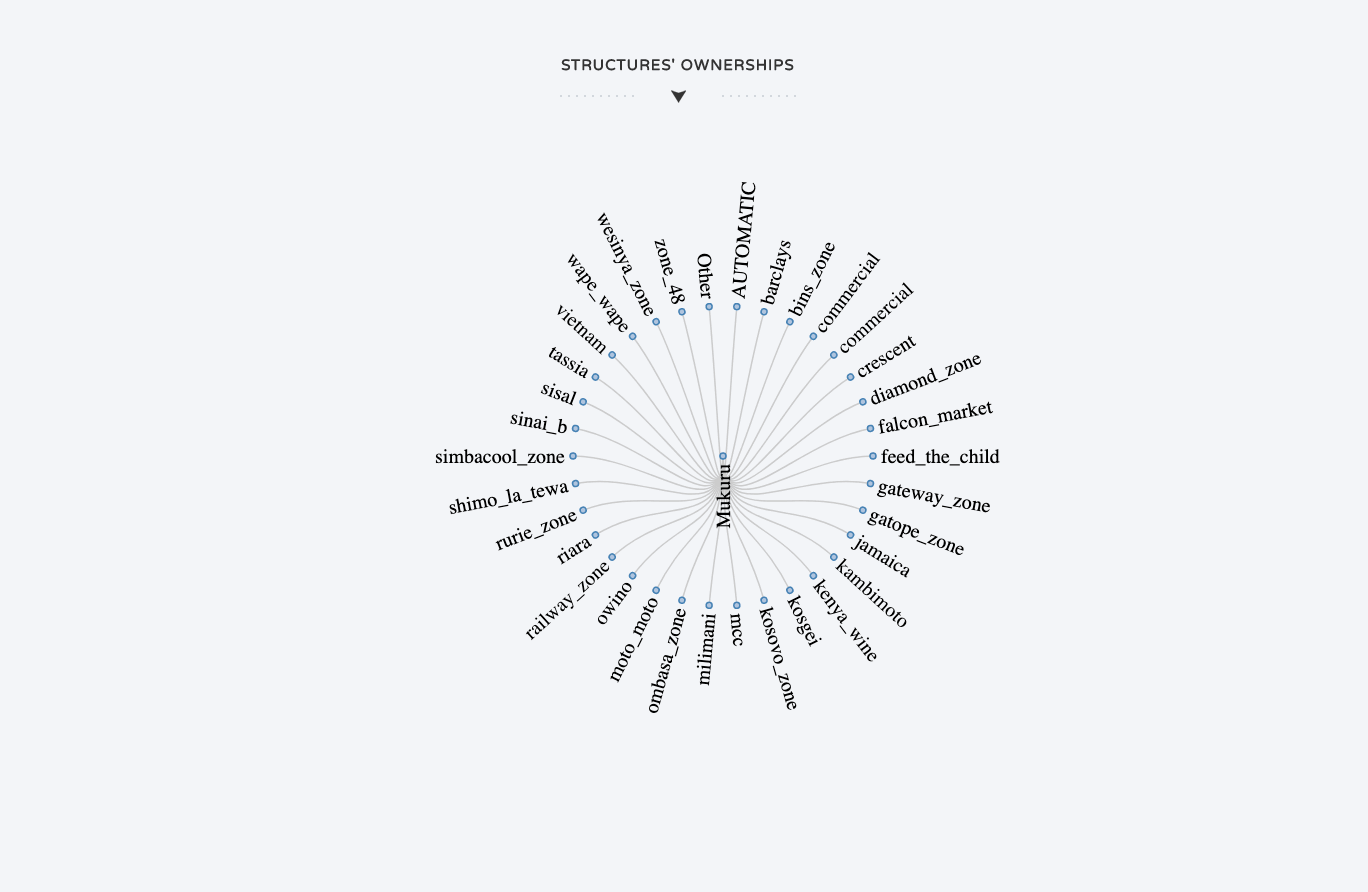 STRUCTURES' OWNERSHIPS
AUTOMATIC
barclays
bins_zone
commercial
commercial
crescent
diamond_zone
falcon_market
feed_the_child
gateway_zone
gatope_zone
jamaica
kambimoto
kenya_wine
kosgei
kosovo_zone
mcc
milimani
ombasa_zone
moto_moto
owino
railway_zone
riara
rurie_zone
shimo_la_tewa
simbacool_zone
sinai_b
sisal
tassia
vietnam
wape_wape
wesinya_zone
zone_48
Other
Mukuru